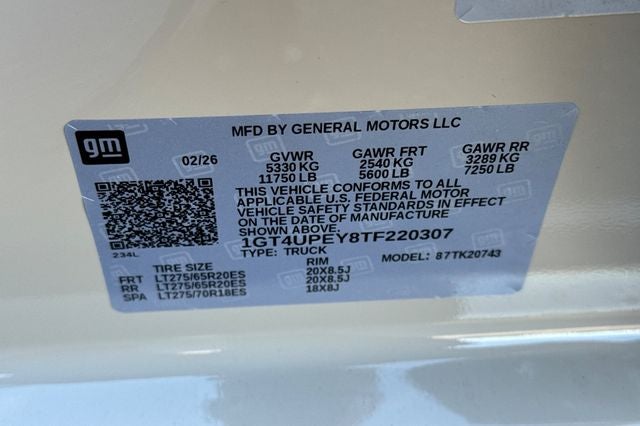 MFD BY GENERAL MOTORS LLC
gm
02/26
GVWR GAWR FRT GAWR RR
5330 KG 2540 KG 3289 KG
11750 LB 5600 LB 7250 LB
THIS VEHICLE CONFORMS TO ALL
APPLICABLE U.S. FEDERAL MOTOR
VEHICLE SAFETY STANDARDS IN EFFECT
ON THE DATE OF MANUFACTURE
SHOWN ABOVE.
1GT4UPEY8TF220307
234L
TYPE: TRUCK MODEL: 87TK20743
TIRE SIZE RIM
FRT LT275/65R20ES 20X8.5J
RR LT275/65R20ES 20X8.5J
SPA LT275/70R18ES 18X8J